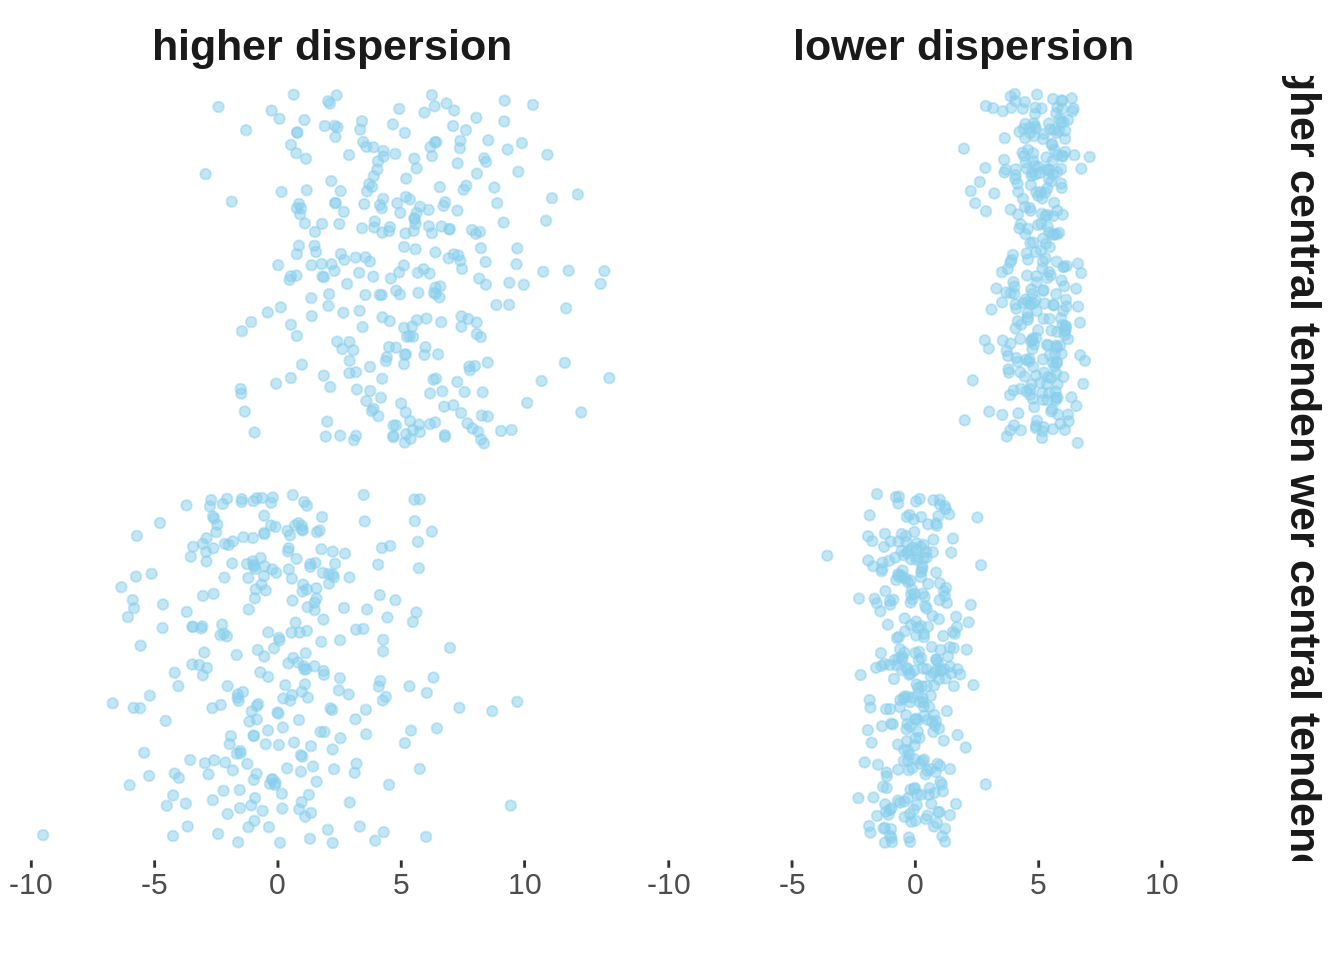 higher dispersion
lower dispersion
gher central tenden
wer central tendenc
-10 -5 0 5 10
-10 -5 0 5 10